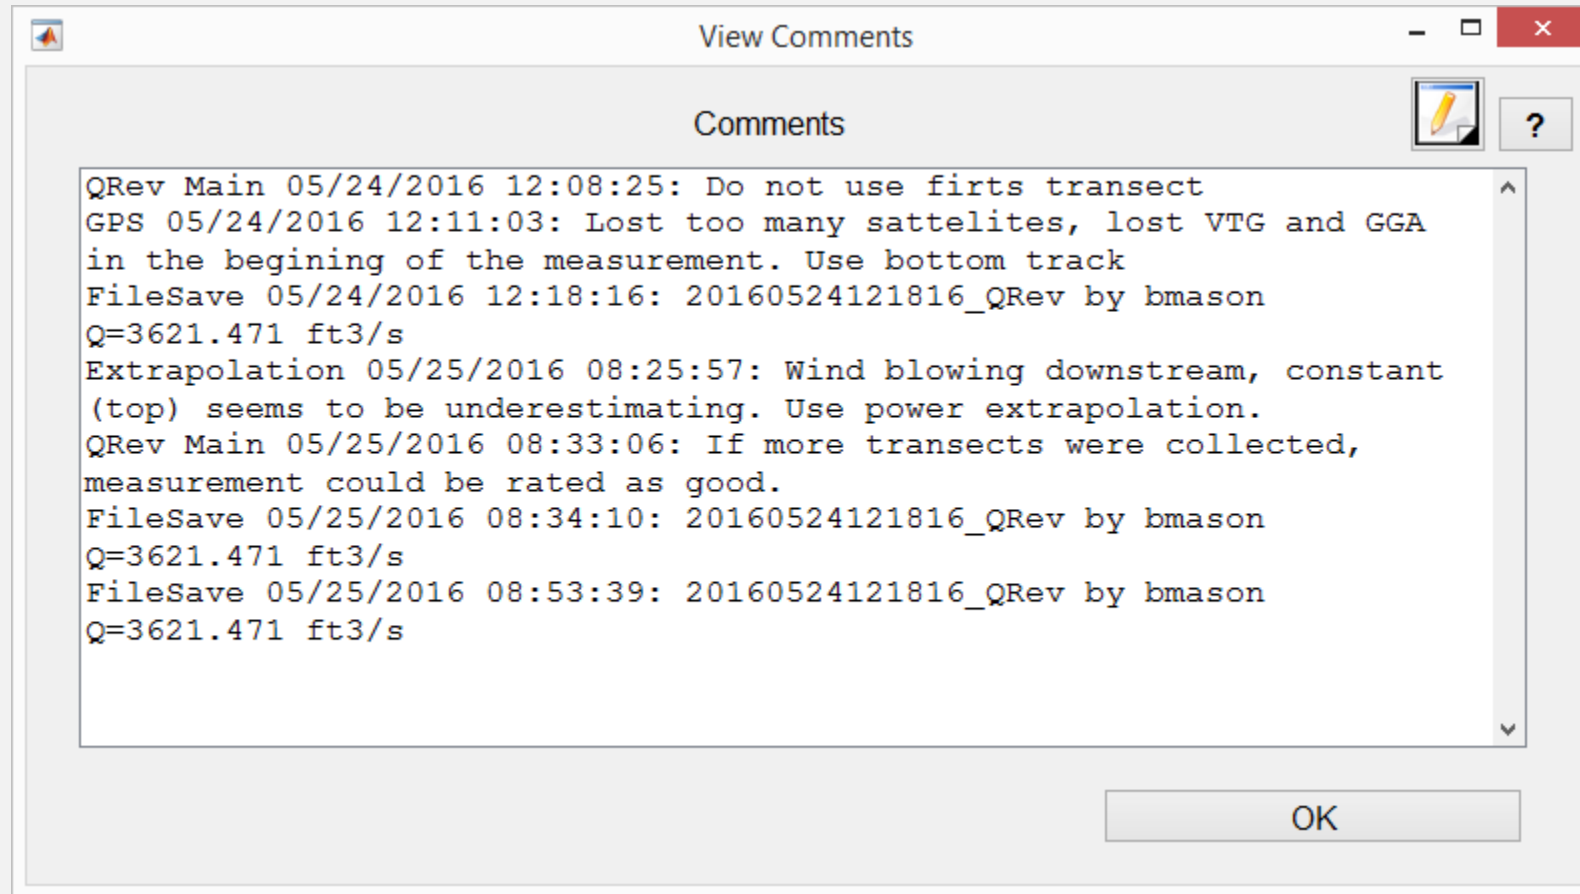 View Comments
Comments
?
QRev Main 05/24/2016 12:08:25: Do not use firts transect
GPS 05/24/2016 12:11:03: Lost too many sattelites, lost VTG and GGA
in the begining of the measurement. Use bottom track
FileSave 05/24/2016 12:18:16: 20160524121816_QRev by bmason
Q=3621.471 ft3/s
Extrapolation 05/25/2016 08:25:57: Wind blowing downstream, constant
(top) seems to be underestimating. Use power extrapolation.
QRev Main 05/25/2016 08:33:06: If more transects were collected,
measurement could be rated as good.
FileSave 05/25/2016 08:34:10: 20160524121816_QRev by bmason
Q=3621.471 ft3/s
FileSave 05/25/2016 08:53:39: 20160524121816_QRev by bmason
Q=3621.471 ft3/s
OK